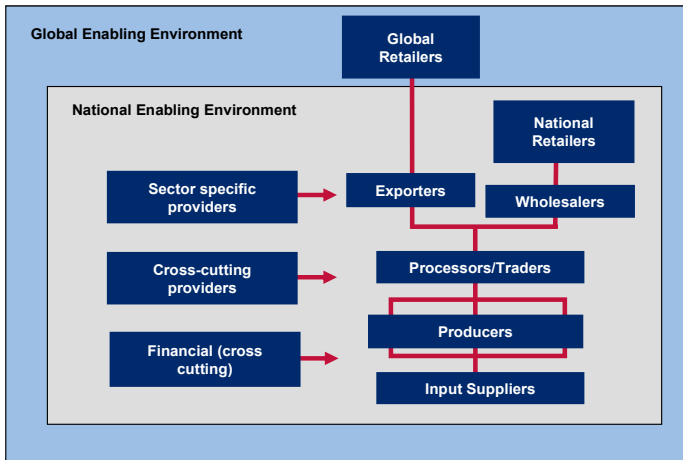 Global Enabling Environment
Global
Retailers
National Enabling Environment
National
Retailers
Sector specific
providers
Exporters
Wholesalers
Cross-cutting
providers
Processors/Traders
Financial (cross
cutting)
Producers
Input Suppliers